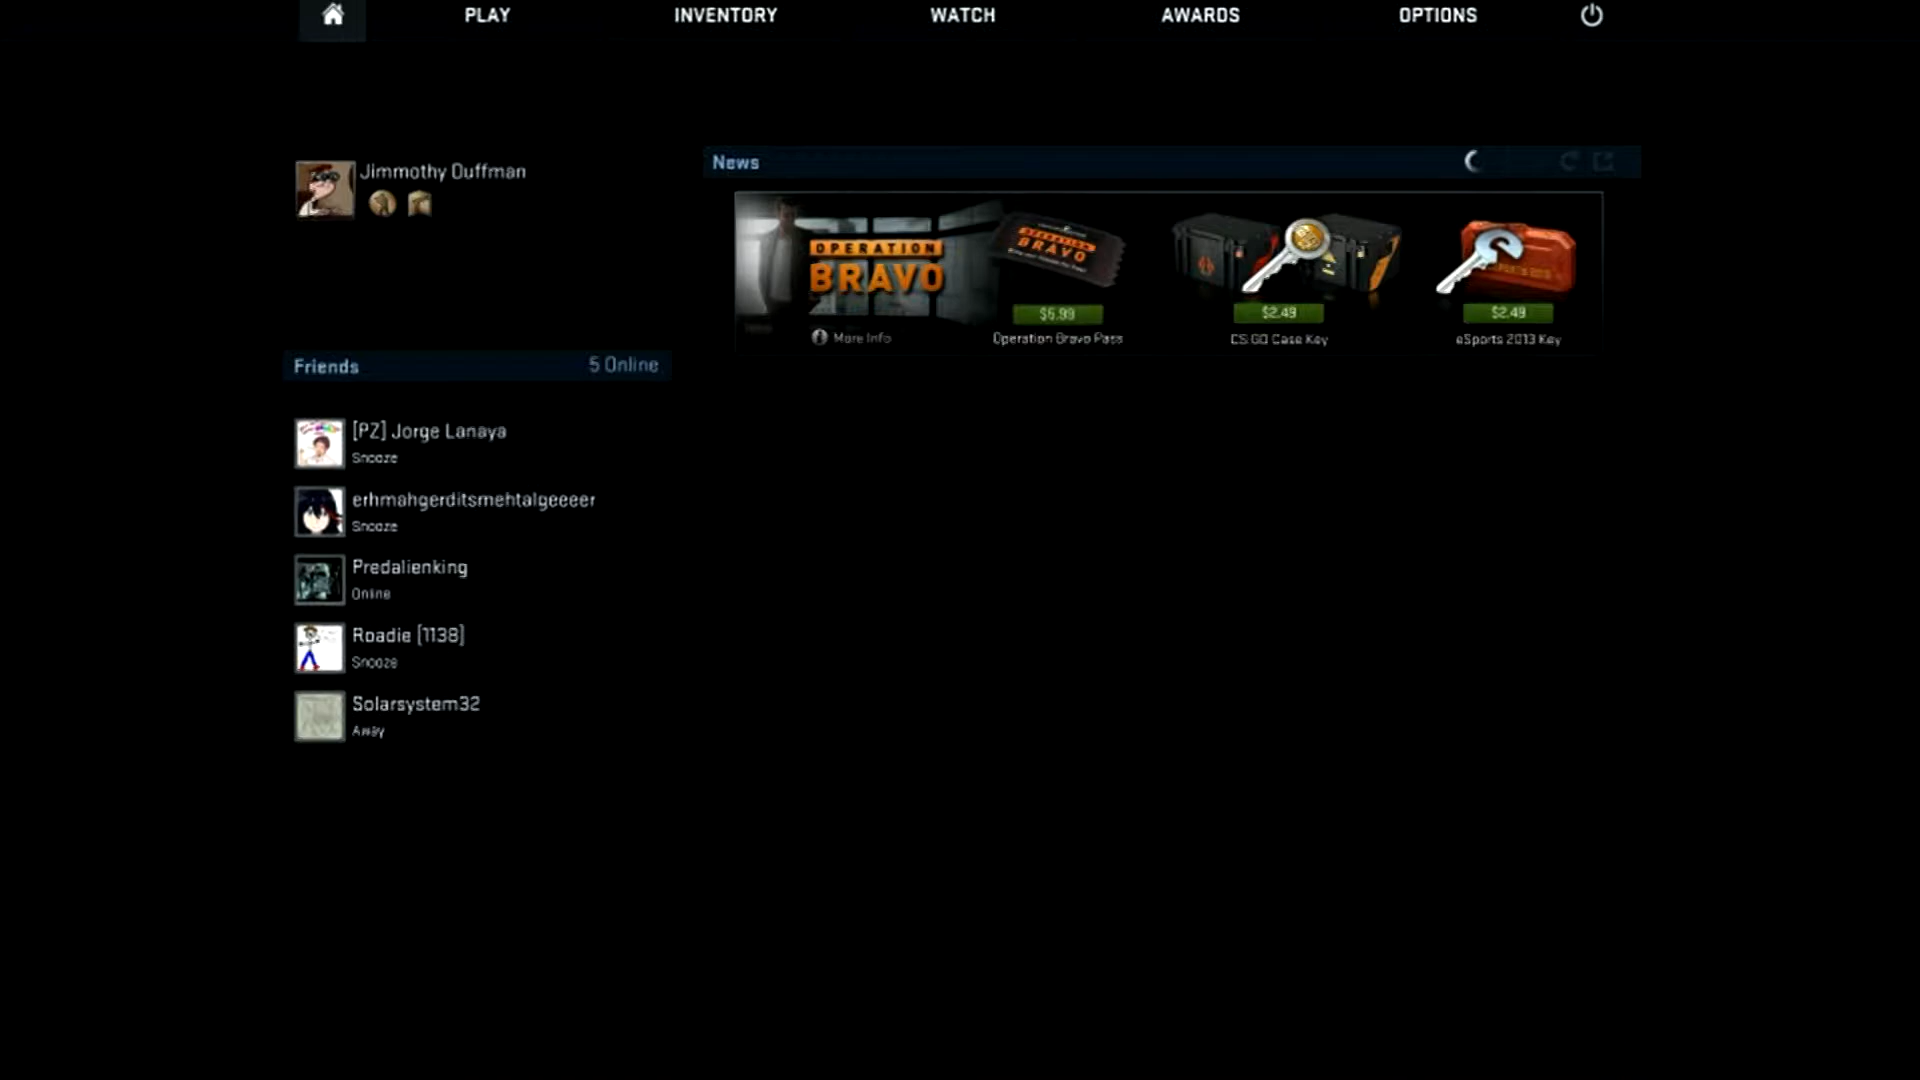 PLAY
INVENTORY
WATCH
AWARDS
OPTIONS
Jimmothy Duffman
News
OPERATION
BRAVO
OPERATION
BRAVO
$5.99
$2.49
$2.49
More Info
Operation Bravo Pass
CS:GO Case Key
eSports 2013 Key
Friends
5 Online
[PZ] Jorge Lanaya
Snooze
erhmahgerditsmehtalgeeeer
Snooze
Predalienking
Online
Roadie [1138]
Snooze
Solarsystem32
Away